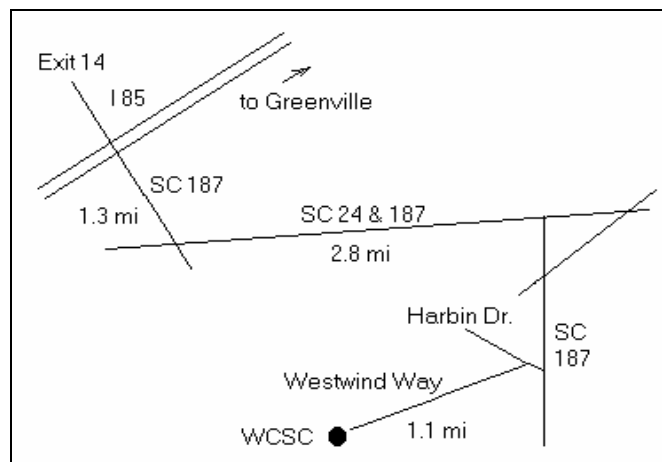 Exit 14
I 85
to Greenville
SC 187
1.3 mi
SC 24 & 187
2.8 mi
Harbin Dr.
SC
187
Westwind Way
WCSC
1.1 mi